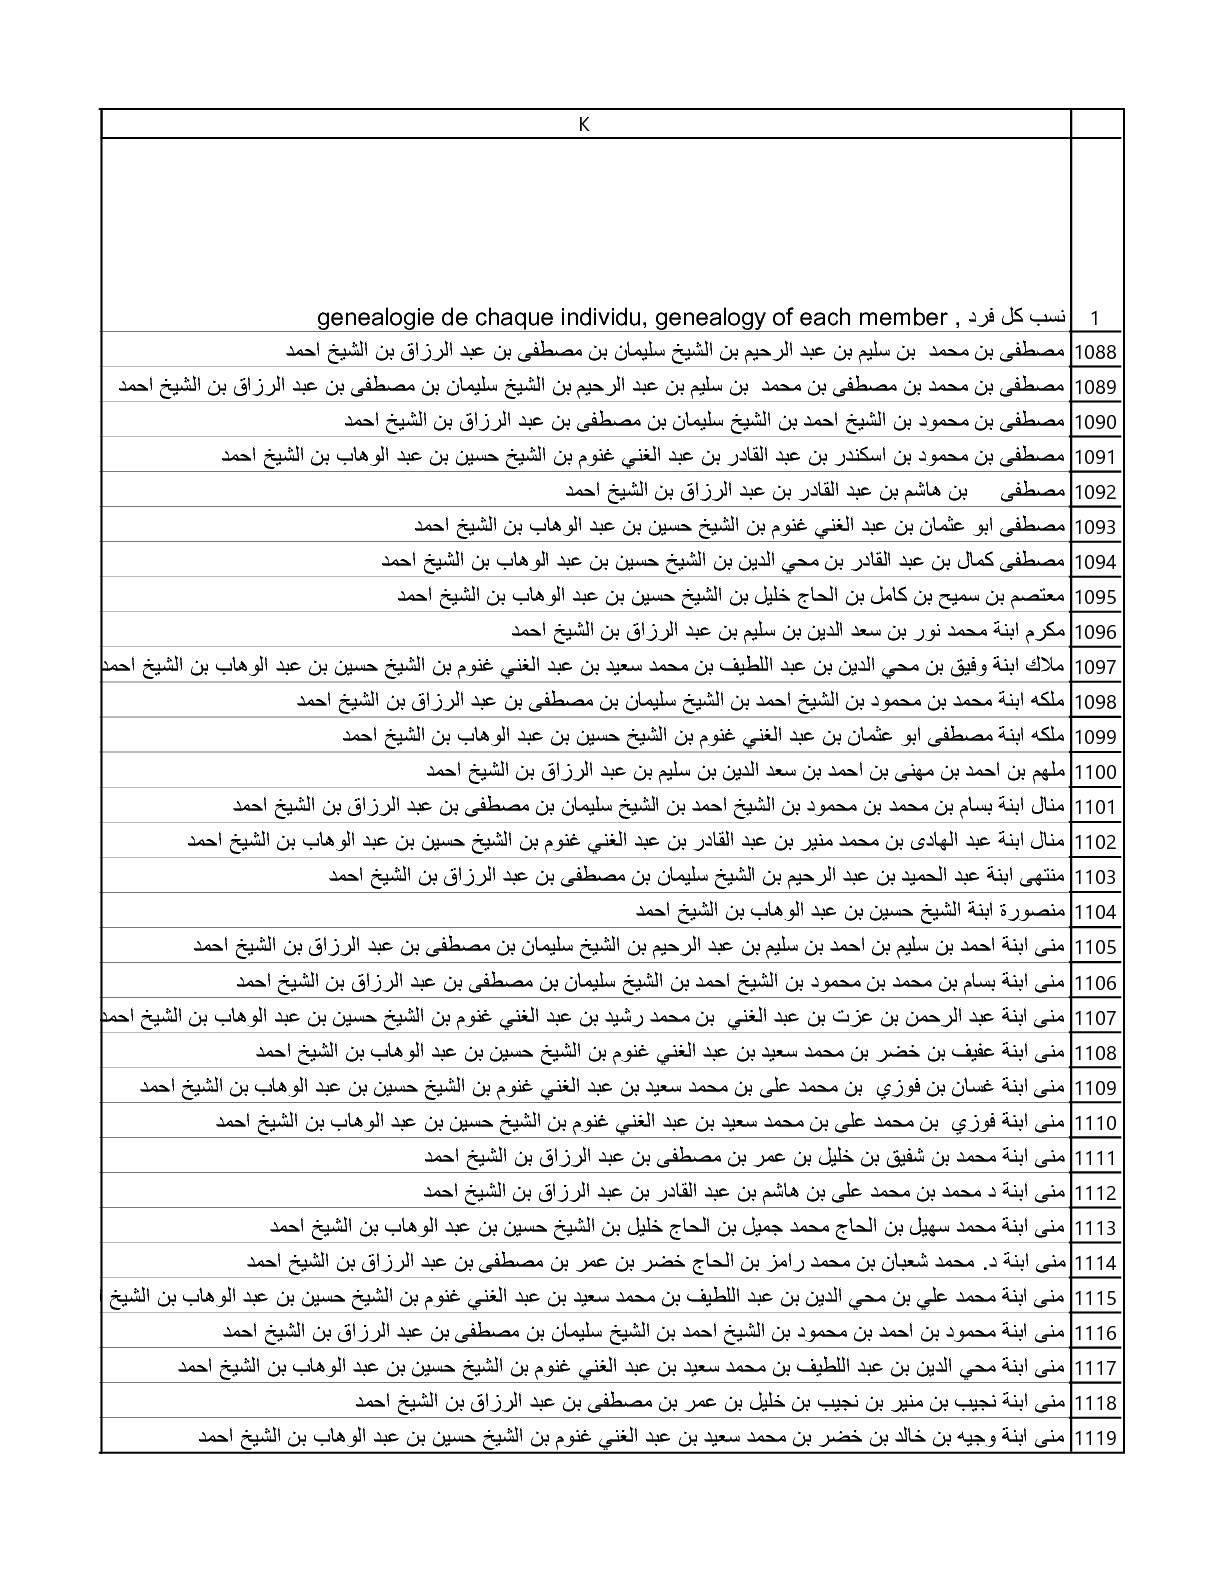 K
1 نسب كل فرد , genealogie de chaque individu, genealogy of each member
1088 مصطفى بن محمد بن سليم بن عبد الرحيم بن الشيخ سليمان بن مصطفى بن عبد الرزاق بن الشيخ احمد
1089 مصطفى بن محمد بن مصطفى بن محمد بن سليم بن عبد الرحيم بن الشيخ سليمان بن مصطفى بن عبد الرزاق بن الشيخ احمد
1090 مصطفى بن محمود بن الشيخ احمد بن الشيخ سليمان بن مصطفى بن عبد الرزاق بن الشيخ احمد
1091 مصطفى بن محمود بن اسكندر بن عبد القادر بن عبد الغني غنوم بن الشيخ حسين بن عبد الوهاب بن الشيخ احمد
1092 مصطفى بن هاشم بن عبد القادر بن عبد الرزاق بن الشيخ احمد
1093 مصطفى ابو عثمان بن عبد الغني غنوم بن الشيخ حسين بن عبد الوهاب بن الشيخ احمد
1094 مصطفى كمال بن عبد القادر بن محي الدين بن الشيخ حسين بن عبد الوهاب بن الشيخ احمد
1095 معتصم بن سميح بن كامل بن الحاج خليل بن الشيخ حسين بن عبد الوهاب بن الشيخ احمد
1096 مكرم ابنة محمد نور بن سعد الدين بن سليم بن عبد الرزاق بن الشيخ احمد
1097 ملاك ابنة وفيق بن محي الدين بن عبد اللطيف بن محمد سعيد بن عبد الغني غنوم بن الشيخ حسين بن عبد الوهاب بن الشيخ احمد
1098 ملكه ابنة محمد بن محمود بن الشيخ احمد بن الشيخ سليمان بن مصطفى بن عبد الرزاق بن الشيخ احمد
1099 ملكه ابنة مصطفى ابو عثمان بن عبد الغني غنوم بن الشيخ حسين بن عبد الوهاب بن الشيخ احمد
1100 ملهم بن احمد بن مهنى بن احمد بن سعد الدين بن سليم بن عبد الرزاق بن الشيخ احمد
1101 منال ابنة بسام بن محمد بن محمود بن الشيخ احمد بن الشيخ سليمان بن مصطفى بن عبد الرزاق بن الشيخ احمد
1102 منال ابنة عبد الهادى بن محمد منير بن عبد القادر بن عبد الغني غنوم بن الشيخ حسين بن عبد الوهاب بن الشيخ احمد
1103 منتهى ابنة عبد الحميد بن عبد الرحيم بن الشيخ سليمان بن مصطفى بن عبد الرزاق بن الشيخ احمد
1104 منصورة ابنة الشيخ حسين بن عبد الوهاب بن الشيخ احمد
1105 منى ابنة احمد بن سليم بن احمد بن سليم بن عبد الرحيم بن الشيخ سليمان بن مصطفى بن عبد الرزاق بن الشيخ احمد
1106 منى ابنة بسام بن محمد بن محمود بن الشيخ احمد بن الشيخ سليمان بن مصطفى بن عبد الرزاق بن الشيخ احمد
1107 منى ابنة عبد الرحمن بن عزت بن عبد الغني بن محمد رشيد بن عبد الغني غنوم بن الشيخ حسين بن عبد الوهاب بن الشيخ احمد
1108 منى ابنة عفيف بن خضر بن محمد سعيد بن عبد الغني غنوم بن الشيخ حسين بن عبد الوهاب بن الشيخ احمد
1109 منى ابنة غسان بن فوزي بن محمد على بن محمد سعيد بن عبد الغني غنوم بن الشيخ حسين بن عبد الوهاب بن الشيخ احمد
1110 منى ابنة فوزي بن محمد على بن محمد سعيد بن عبد الغني غنوم بن الشيخ حسين بن عبد الوهاب بن الشيخ احمد
1111 منى ابنة محمد بن شفيق بن خليل بن عمر بن مصطفى بن عبد الرزاق بن الشيخ احمد
1112 منى ابنة د محمد بن محمد على بن هاشم بن عبد القادر بن عبد الرزاق بن الشيخ احمد
1113 منى ابنة محمد سهيل بن الحاج محمد جميل بن الحاج خليل بن الشيخ حسين بن عبد الوهاب بن الشيخ احمد
1114 منى ابنة د. محمد شعبان بن محمد رامز بن الحاج خضر بن عمر بن مصطفى بن عبد الرزاق بن الشيخ احمد
1115 منى ابنة محمد علي بن محي الدين بن عبد اللطيف بن محمد سعيد بن عبد الغني غنوم بن الشيخ حسين بن عبد الوهاب بن الشيخ
1116 منى ابنة محمود بن احمد بن محمود بن الشيخ احمد بن الشيخ سليمان بن مصطفى بن عبد الرزاق بن الشيخ احمد
1117 منى ابنة محي الدين بن عبد اللطيف بن محمد سعيد بن عبد الغني غنوم بن الشيخ حسين بن عبد الوهاب بن الشيخ احمد
1118 منى ابنة نجيب بن منير بن نجيب بن خليل بن عمر بن مصطفى بن عبد الرزاق بن الشيخ احمد
1119 منى ابنة وجيه بن خالد بن خضر بن محمد سعيد بن عبد الغني غنوم بن الشيخ حسين بن عبد الوهاب بن الشيخ احمد